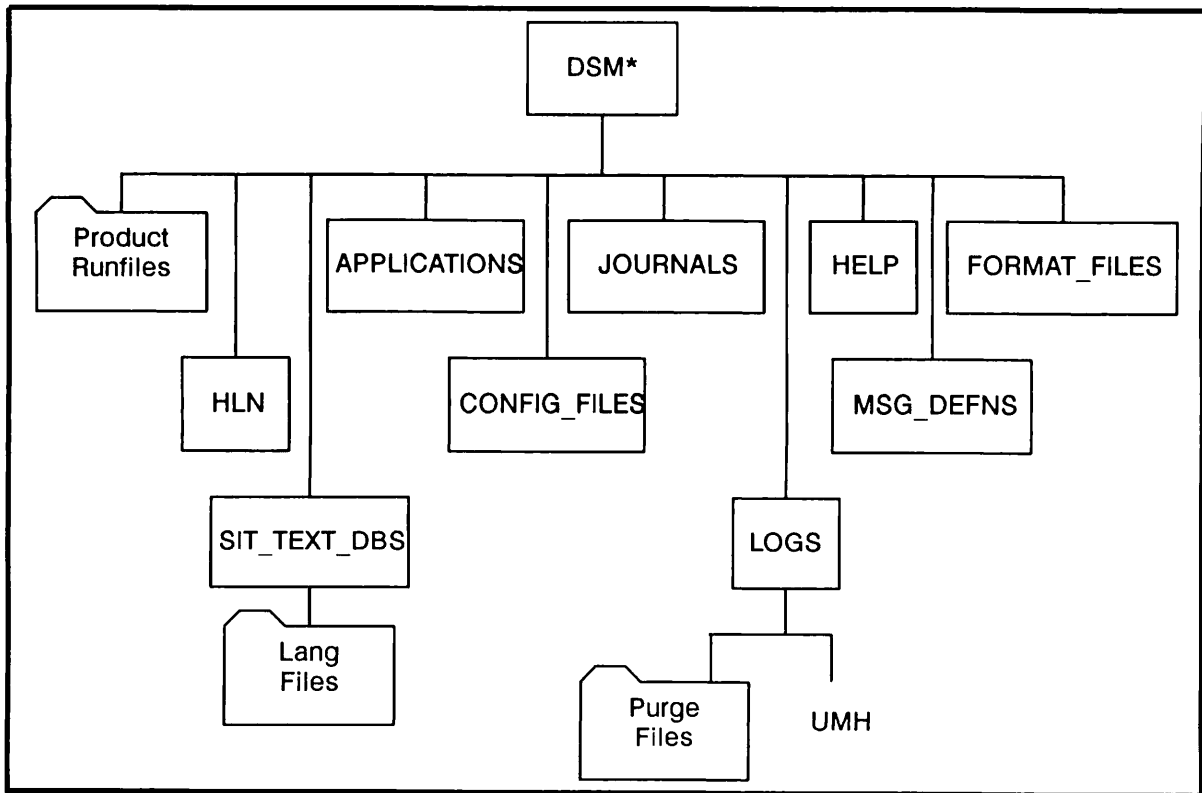 DSM*
Product
Runfiles
APPLICATIONS
JOURNALS
HELP
FORMAT_FILES
HLN
CONFIG_FILES
MSG_DEFNS
SIT_TEXT_DBS
LOGS
Lang
Files
Purge
Files
UMH